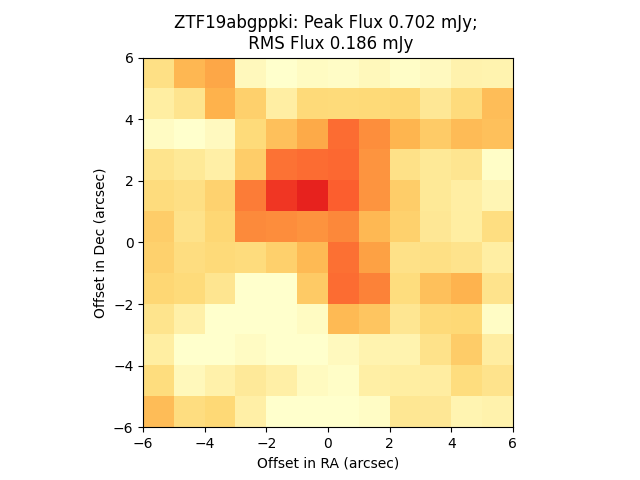 ZTF19abgppki: Peak Flux 0.702 mJy;
RMS Flux 0.186 mJy
6
4
2
0
−2
−4
−6
Offset in Dec (arcsec)
−6 −4 −2 0 2 4 6
Offset in RA (arcsec)